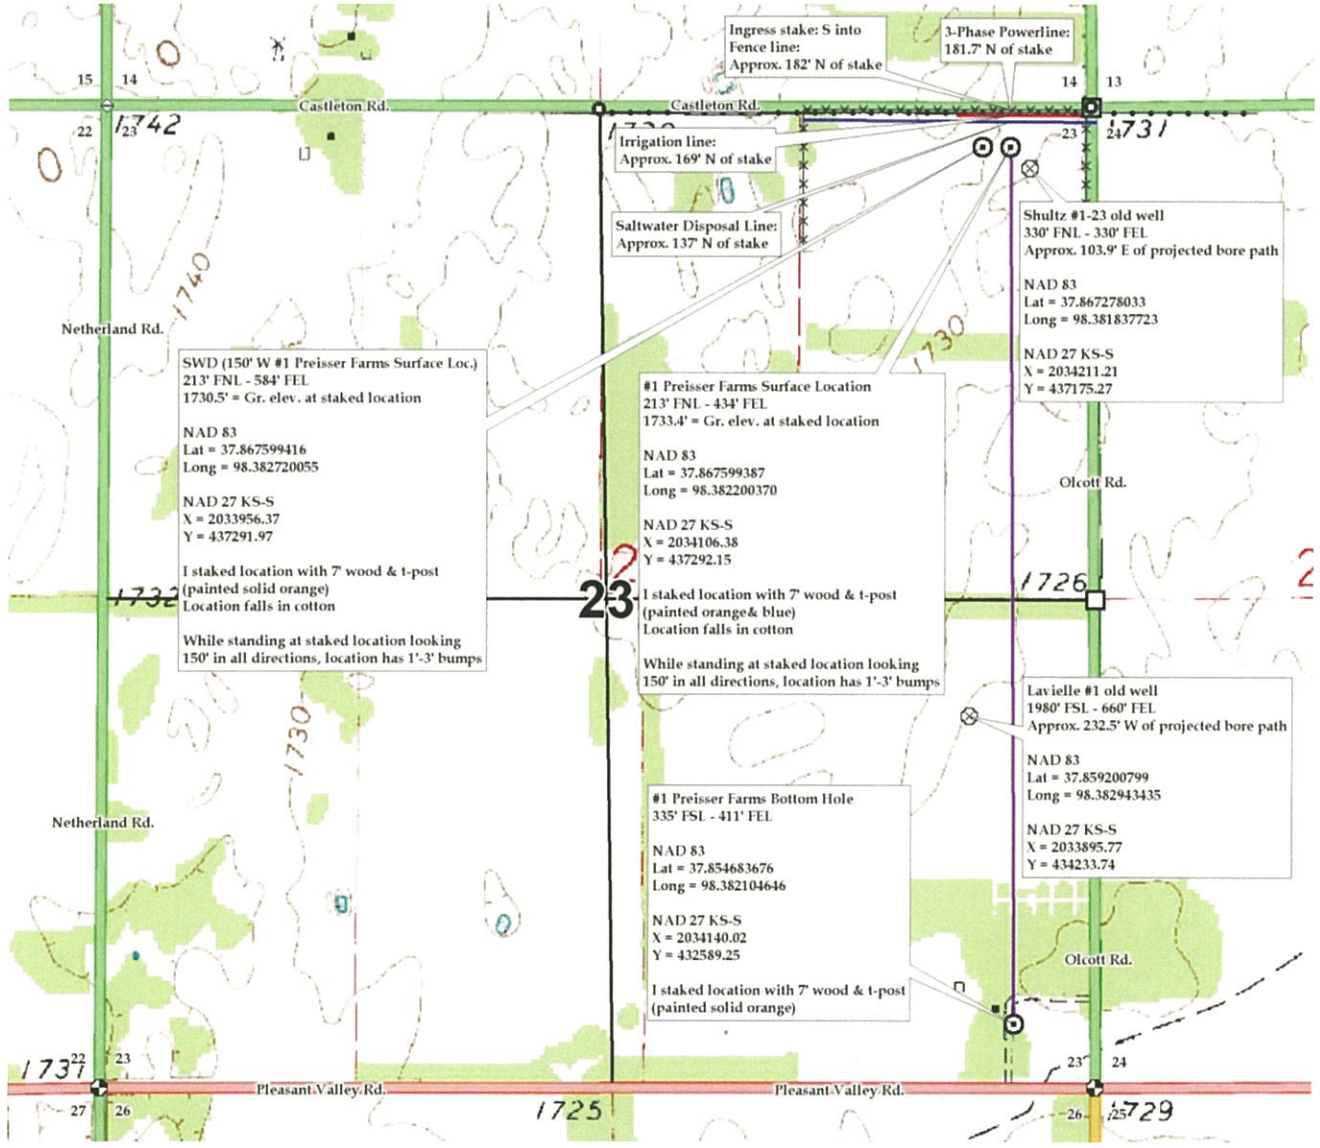 Ingress stake: S into
Fence line:
Approx. 182' N of stake
3-Phase Powerline:
181.7' N of stake
15 14
14 13
Castleton Rd.
Castleton Rd.
22 23
1742
23 24
1731
0
0
Irrigation line:
Approx. 169' N of stake
Saltwater Disposal Line:
Approx. 137' N of stake
Shultz #1-23 old well
330' FNL - 330' FEL
Approx. 103.9' E of projected bore path
NAD 83
Lat = 37.867278033
Long = 98.381837723
NAD 27 KS-S
X = 2034211.21
Y = 437175.27
1740
Netherland Rd.
1730
SWD (150' W #1 Preisser Farms Surface Loc.)
213' FNL - 584' FEL
1730.5' = Gr. elev. at staked location
NAD 83
Lat = 37.867599416
Long = 98.382720055
NAD 27 KS-S
X = 2033956.37
Y = 437291.97
I staked location with 7' wood & t-post
(painted solid orange)
Location falls in cotton
While standing at staked location looking
150' in all directions, location has 1'-3' bumps
#1 Preisser Farms Surface Location
213' FNL - 434' FEL
1733.4' = Gr. elev. at staked location
NAD 83
Lat = 37.867599387
Long = 98.382200370
NAD 27 KS-S
X = 2034106.38
Y = 437292.15
I staked location with 7' wood & t-post
(painted orange& blue)
Location falls in cotton
While standing at staked location looking
150' in all directions, location has 1'-3' bumps
Olcott Rd.
1732
23
1726
2
Lavielle #1 old well
1980' FSL - 660' FEL
Approx. 232.5' W of projected bore path
NAD 83
Lat = 37.859200799
Long = 98.382943435
NAD 27 KS-S
X = 2033895.77
Y = 434233.74
1730
Netherland Rd.
#1 Preisser Farms Bottom Hole
335' FSL - 411' FEL
NAD 83
Lat = 37.854683676
Long = 98.382104646
NAD 27 KS-S
X = 2034140.02
Y = 432589.25
I staked location with 7' wood & t-post
(painted solid orange)
Olcott Rd.
1731
22 23
23 24
Pleasant Valley Rd.
Pleasant Valley Rd.
27 26
1725
26 25
1729